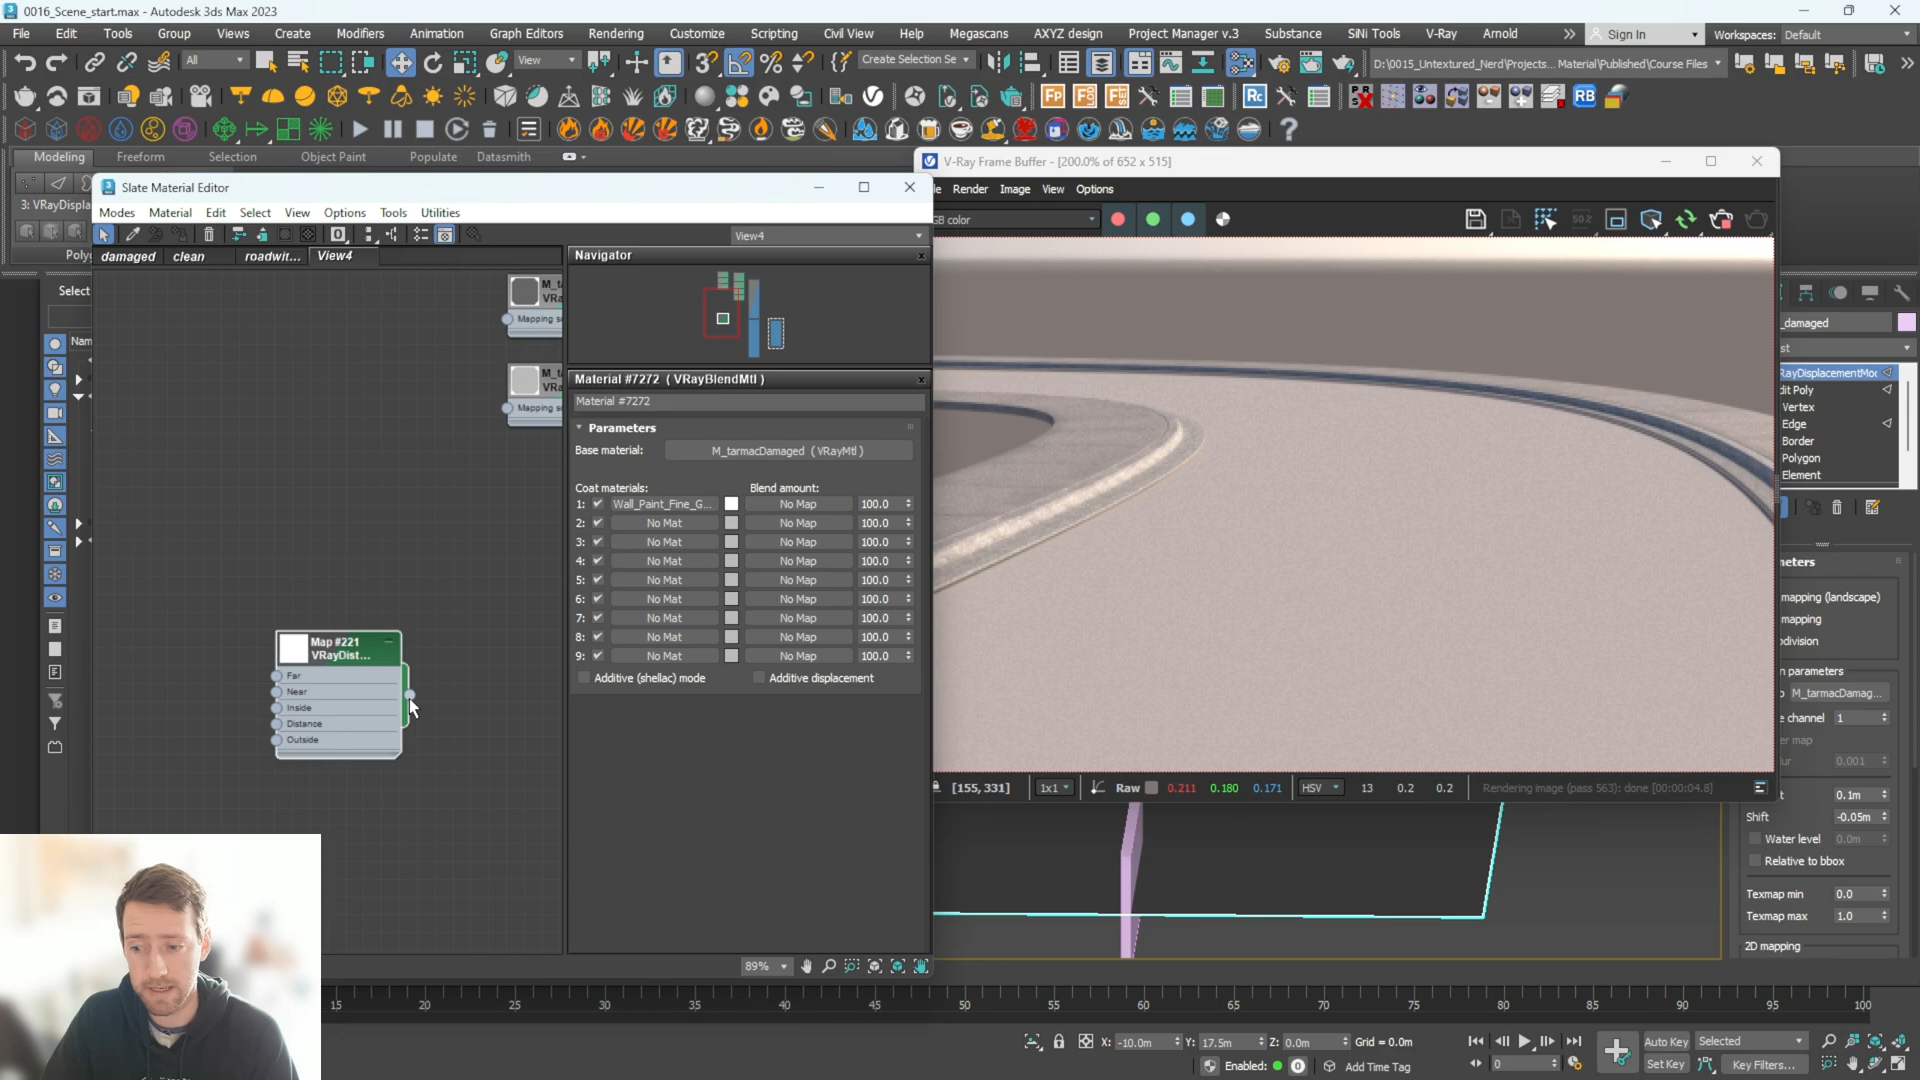 0016_Scene_start.max - Autodesk 3ds Max 2023
File Edit Tools Group Views Create Modifiers Animation Graph Editors Rendering Customize Scripting Civil View Help Megascans AXYZ design Project Manager v.3 Substance SiNi Tools V-Ray Arnold Sign In Workspaces: Default
All View Create Selection Se D:\0015_Untextured_Nerd\Projects... Material\Published\Course Files
Modeling Freeform Selection Object Paint Populate Datasmith
V-Ray Frame Buffer - [200.0% of 652 x 515]
Slate Material Editor
3: VRayDispla
Render Image View Options
Modes Material Edit Select View Options Tools Utilities
GB color
View4
damaged clean roadwit... View4
Polyg
Navigator
Select
Nam
Mapping s
Mapping s
Material #7272 ( VRayBlendMtl )
Material #7272
Parameters
Base material: M_tarmacDamaged ( VRayMtl )
Coat materials: Blend amount:
1: Wall_Paint_Fine_G... No Map 100.0
2: No Mat No Map 100.0
3: No Mat No Map 100.0
4: No Mat No Map 100.0
5: No Mat No Map 100.0
6: No Mat No Map 100.0
7: No Mat No Map 100.0
8: No Mat No Map 100.0
9: No Mat No Map 100.0
Additive (shellac) mode Additive displacement
Map #221
VRayDist...
Far
Near
Inside
Distance
Outside
89%
[155, 331] 1x1 Raw 0.211 0.180 0.171 HSV 13 0.2 0.2 Rendering image (pass 563): done [00:00:04.8]
_damaged
st
RayDisplacementMod
dit Poly
Vertex
Edge
Border
Polygon
Element
meters
mapping (landscape)
mapping
division
n parameters
M_tarmacDamag...
e channel 1
er map
0.001
0.1m
Shift -0.05m
Water level 0.0m
Relative to bbox
Texmap min 0.0
Texmap max 1.0
2D mapping
15 20 25 30 35 40 45 50 55 60 65 70 75 80 85 90 95 100
X: -10.0m Y: 17.5m Z: 0.0m Grid = 0.0m
Enabled: Add Time Tag
0
Auto Key Selected
Set Key Key Filters...